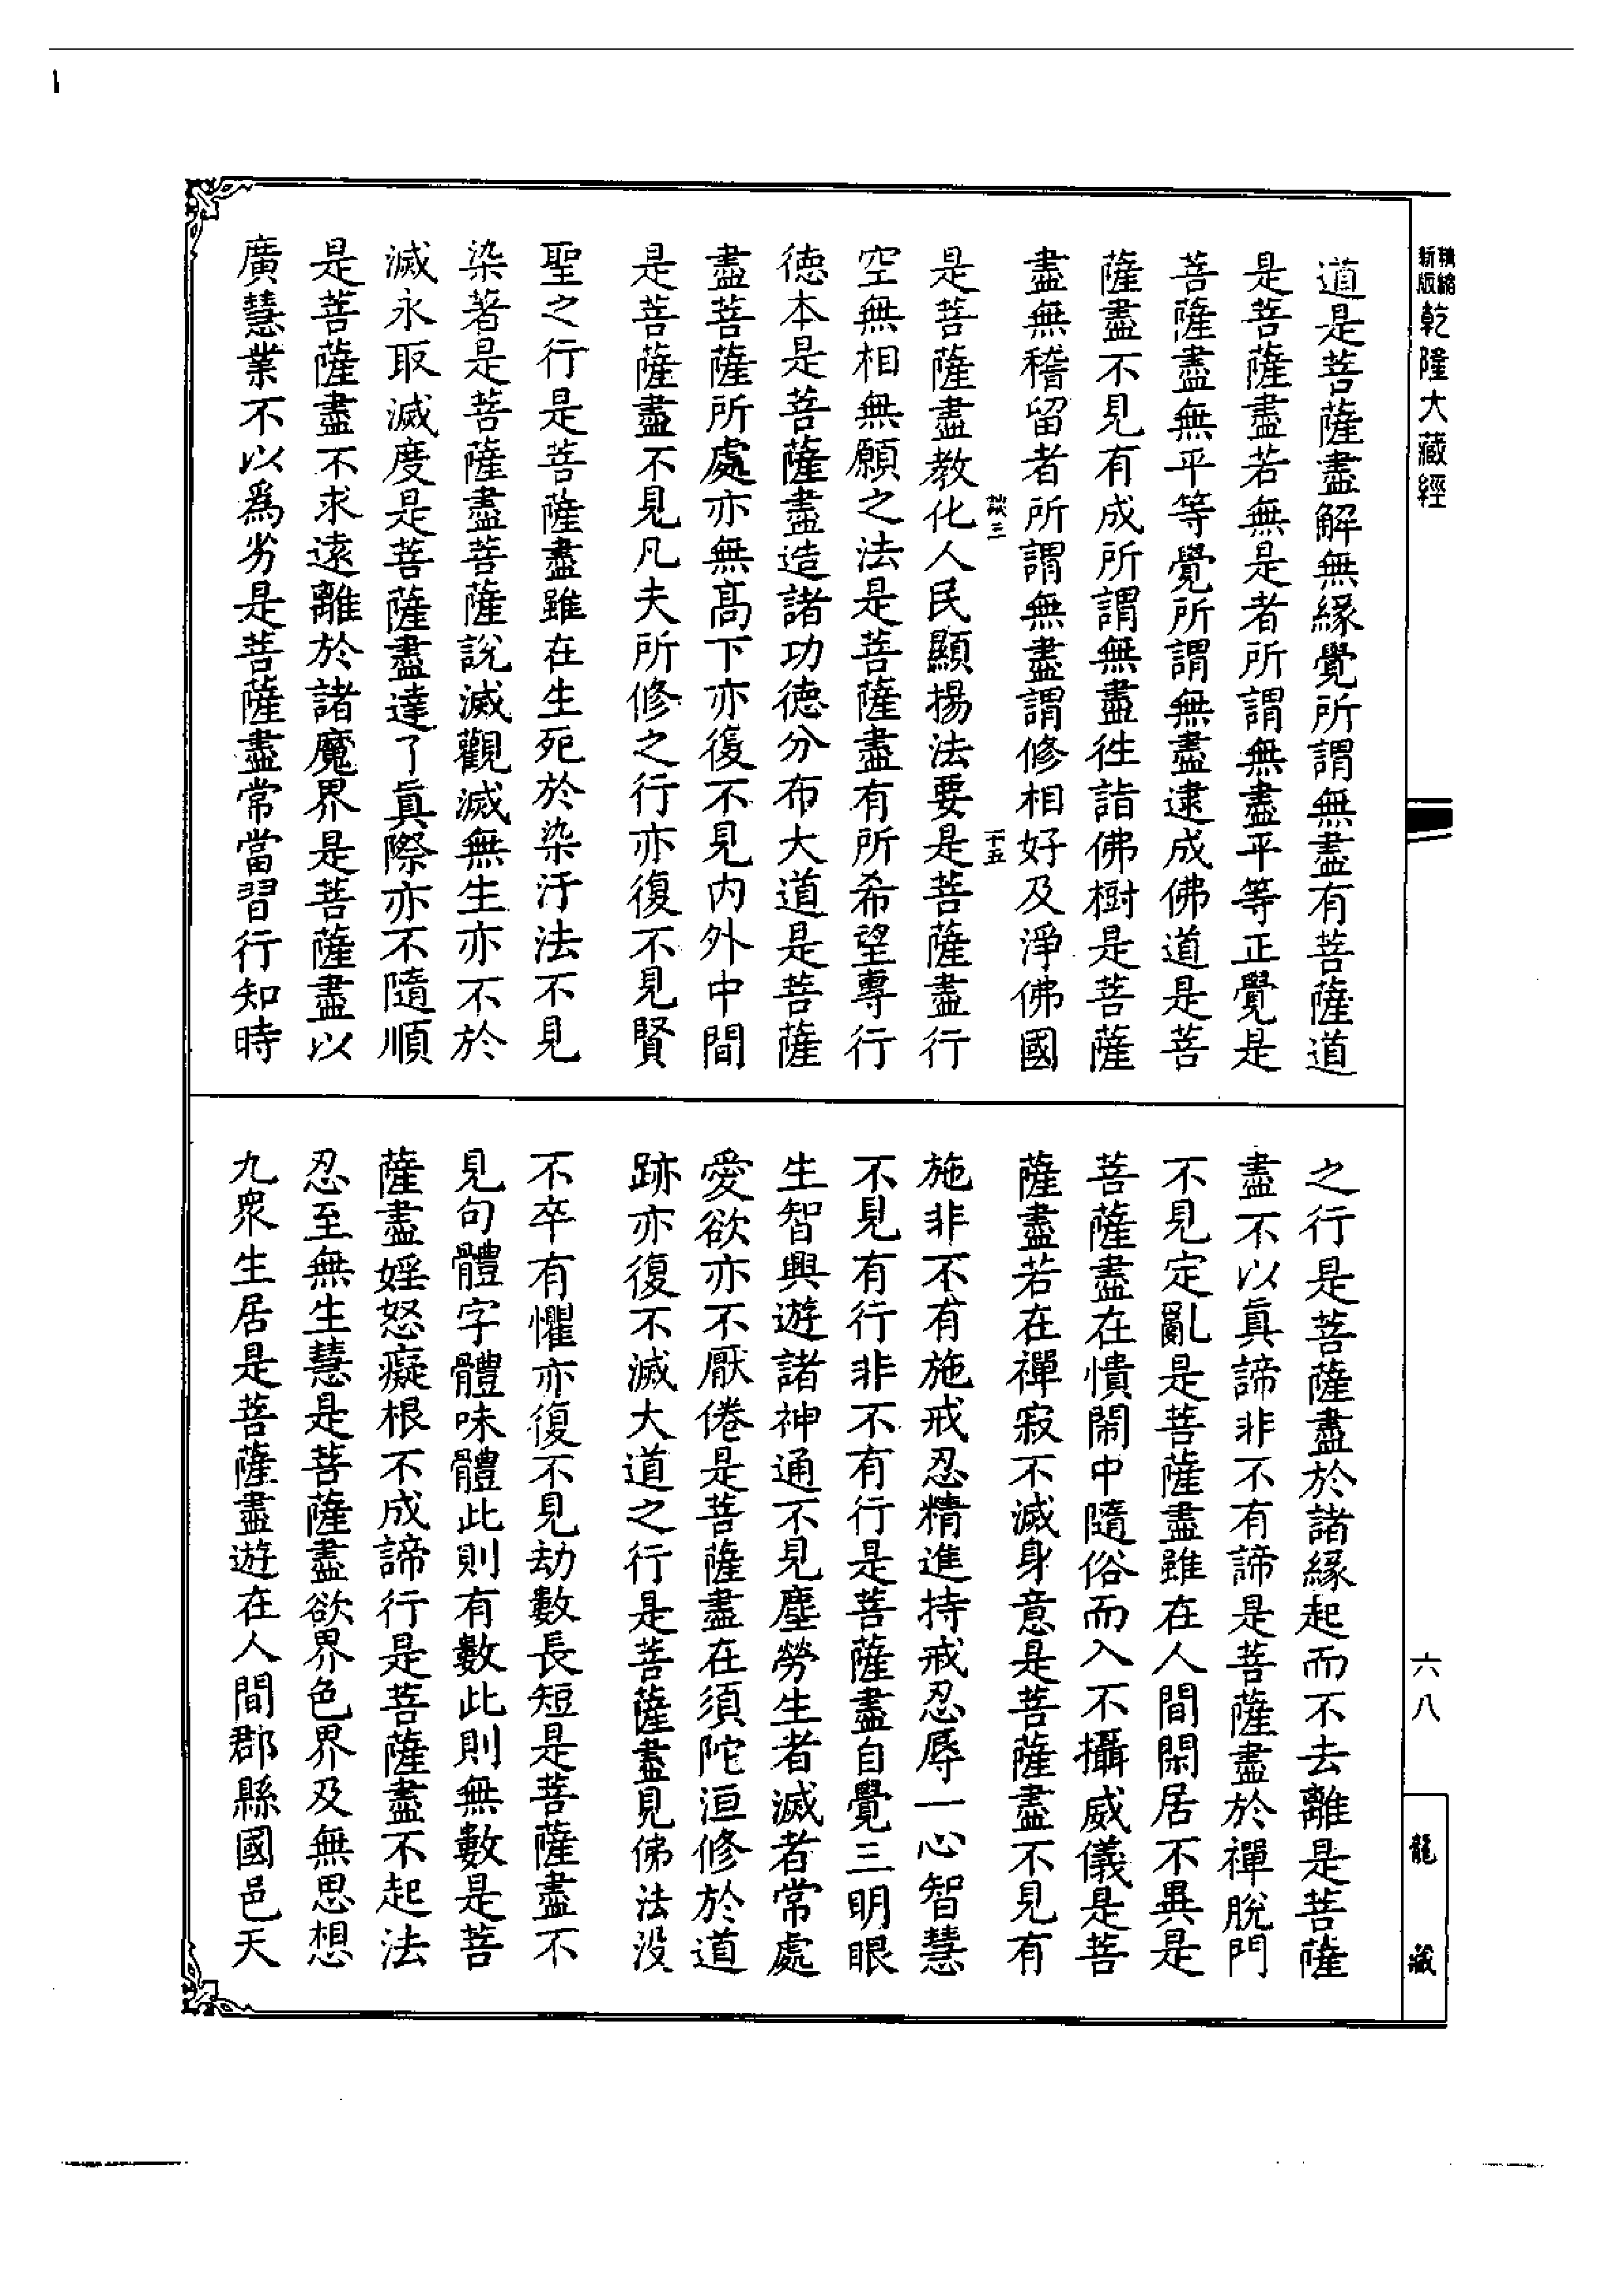 精縮新版乾隆大藏經
道是菩薩盡解無緣覺所謂無盡有菩薩道
是菩薩盡若無是者所謂無盡平等正覺是
菩薩盡無平等覺所謂無盡逮成佛道是菩
薩盡不見有成所謂無盡往詣佛樹是菩薩
盡無稽留者所謂無盡謂修相好及淨佛國
是菩薩盡教化人民顯揚法要是菩薩盡行
空無相無願之法是菩薩盡有所希望專行
德本是菩薩盡造諸功德分布大道是菩薩
盡菩薩所處亦無高下亦復不見內外中間
是菩薩盡不見凡夫所修之行亦復不見賢
聖之行是菩薩盡雖在生死於染汙法不見
染著是菩薩盡菩薩說滅觀滅無生亦不於
滅永取滅度是菩薩盡達了眞際亦不隨順
是菩薩盡不求遠離於諸魔界是菩薩盡以
廣慧業不以爲劣是菩薩盡常當習行知時
之行是菩薩盡於諸緣起而不去離是菩薩
盡不以眞諦非不有諦是菩薩盡於禪脫門
不見定亂是菩薩盡雖在人間閑居不異是
菩薩盡在憒閙中隨俗而入不攝威儀是菩
薩盡若在禪寂不滅身意是菩薩盡不見有
施非不有施戒忍精進持戒忍辱一心智慧
不見有行非不有行是菩薩盡自覺三明眼
生智興遊諸神通不見塵勞生者滅者常處
愛欲亦不厭倦是菩薩盡在須陀洹修於道
跡亦復不滅大道之行是菩薩盡見佛法没
不卒有懼亦復不見劫數長短是菩薩盡不
見句體字體味體此則有數此則無數是菩
薩盡婬怒癡根不成諦行是菩薩盡不起法
忍至無生慧是菩薩盡欲界色界及無思想
九衆生居是菩薩盡遊在人間郡縣國邑天
六八
龍藏